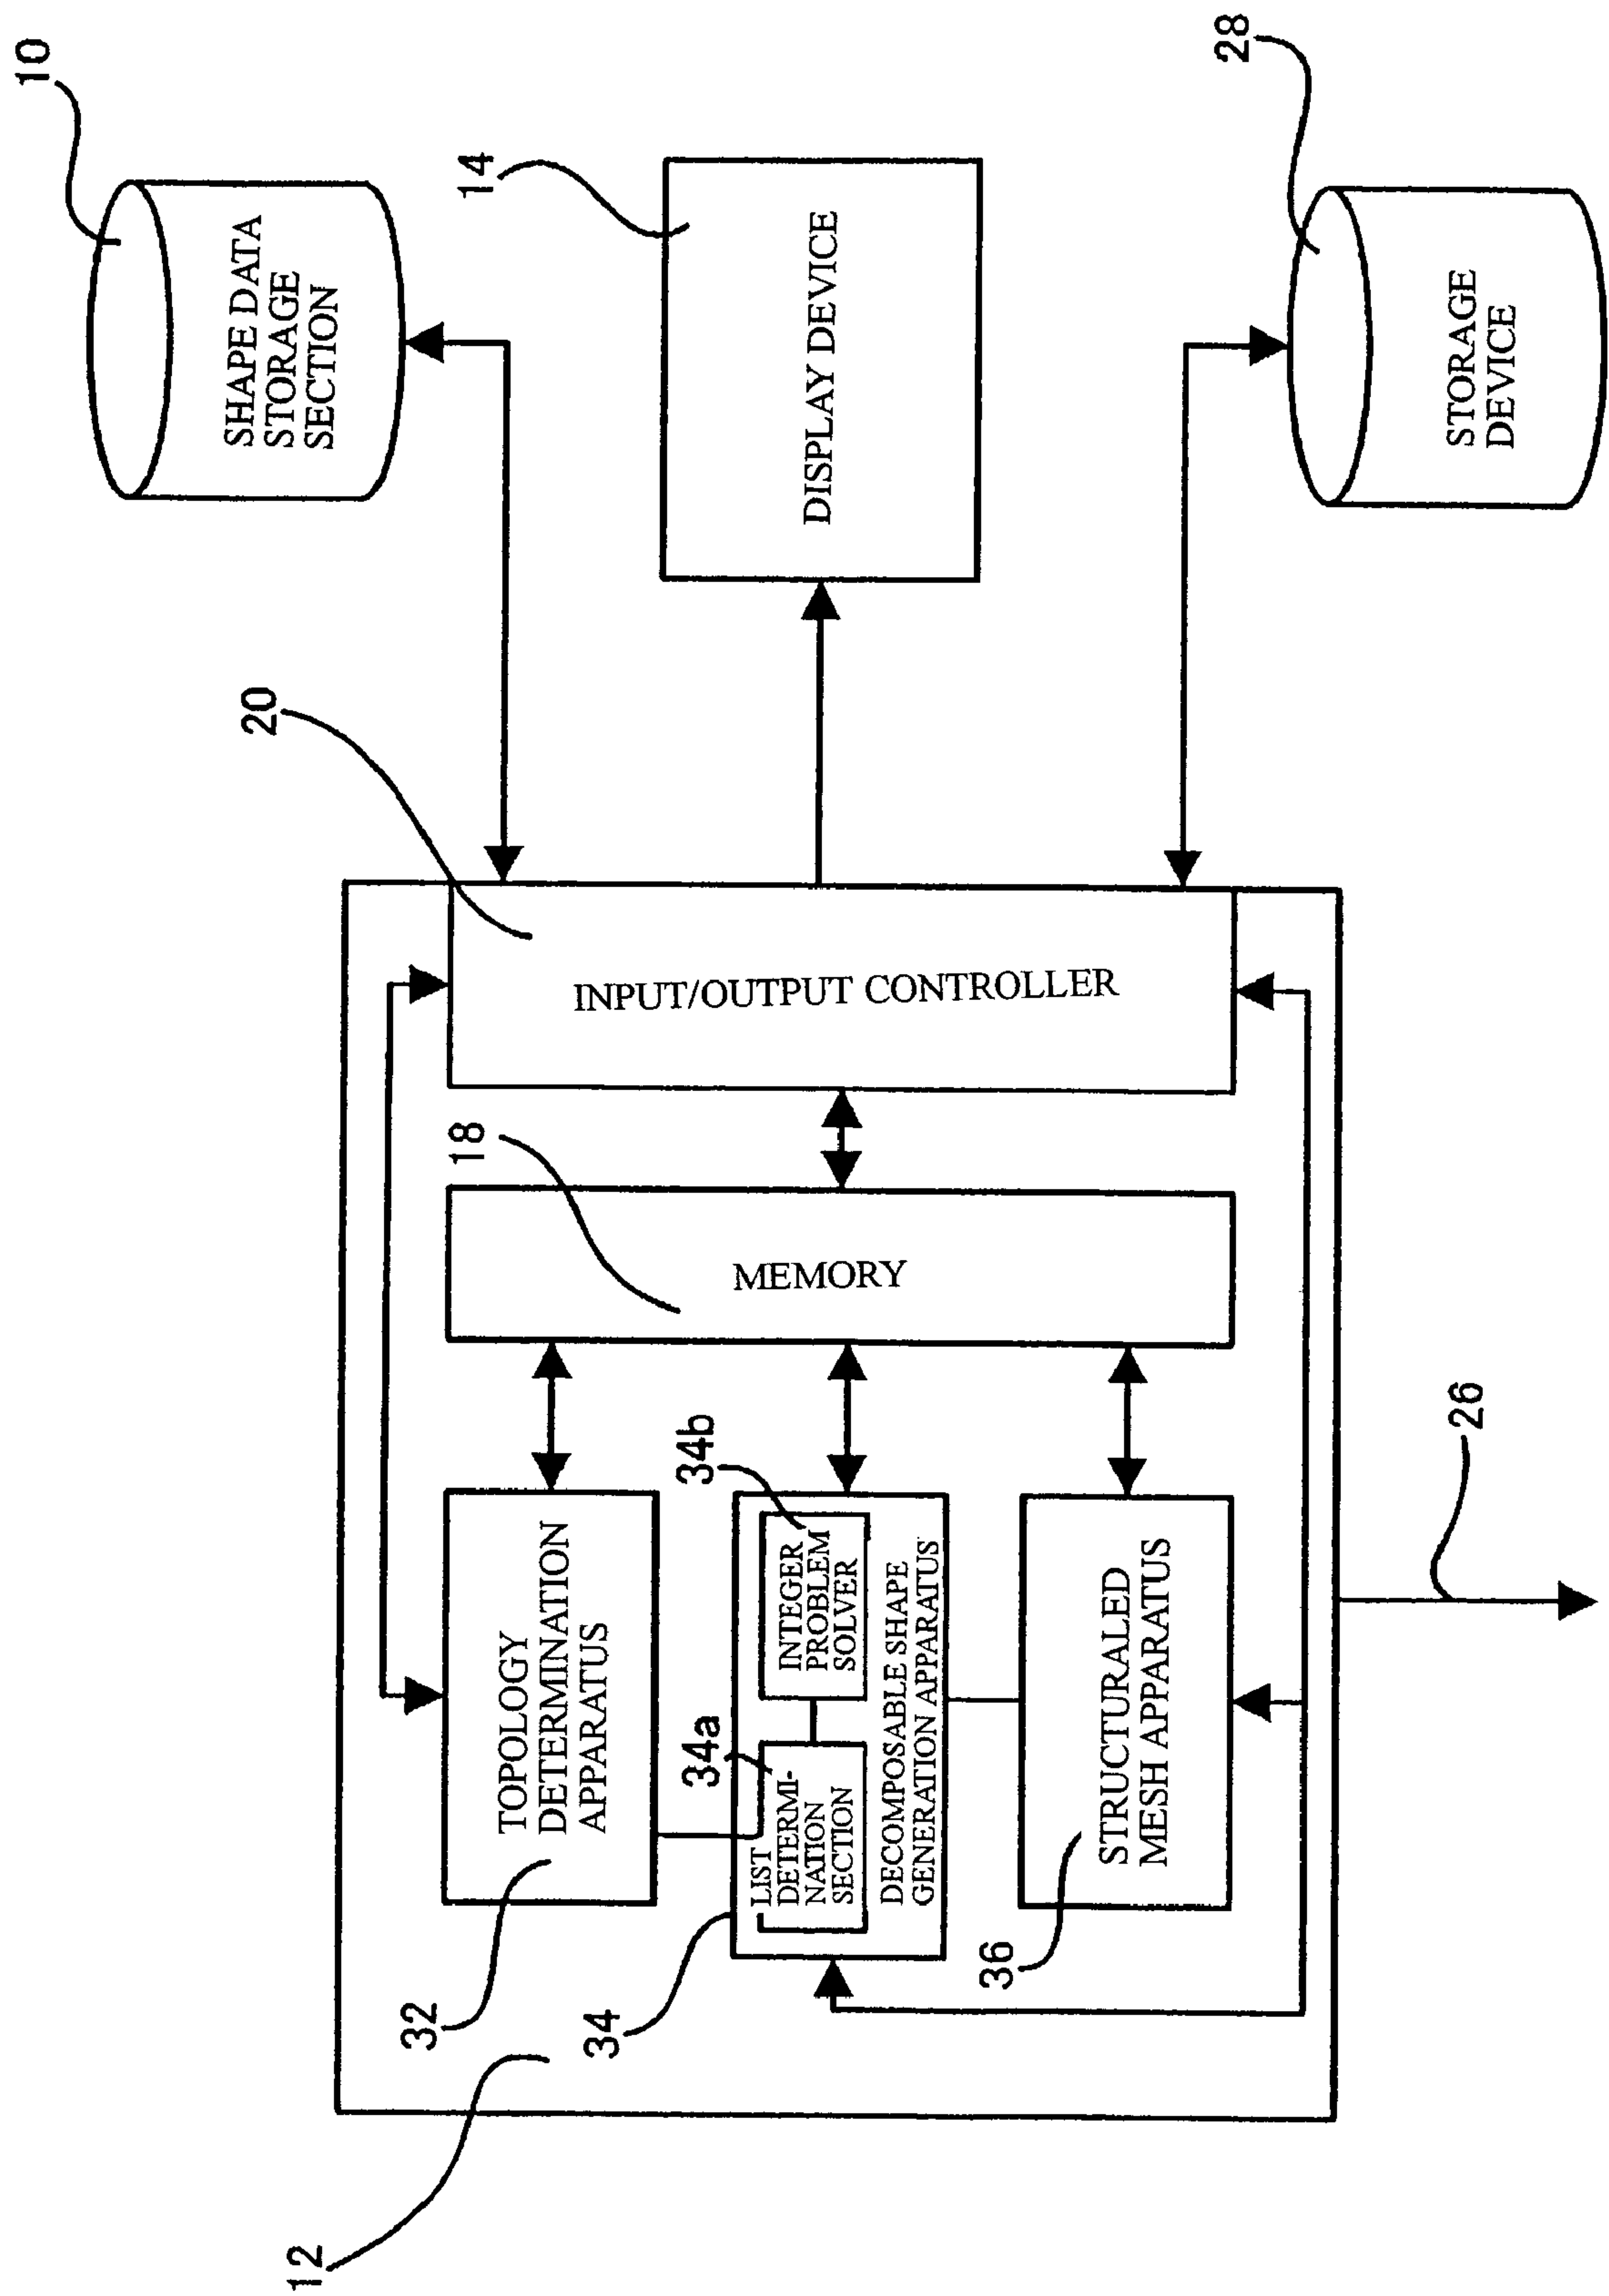 12
32
TOPOLOGY
DETERMINATION
APPARATUS
20
10
SHAPE DATA
STORAGE
SECTION
34
34a
LIST
DETERMI-
NATION
SECTION
34b
INTEGER
PROBLEM
SOLVER
DECOMPOSABLE SHAPE
GENERATION APPARATUS
18
MEMORY
INPUT/OUTPUT CONTROLLER
14
DISPLAY DEVICE
36
STRUCTURALED
MESH APPARATUS
26
28
STORAGE
DEVICE